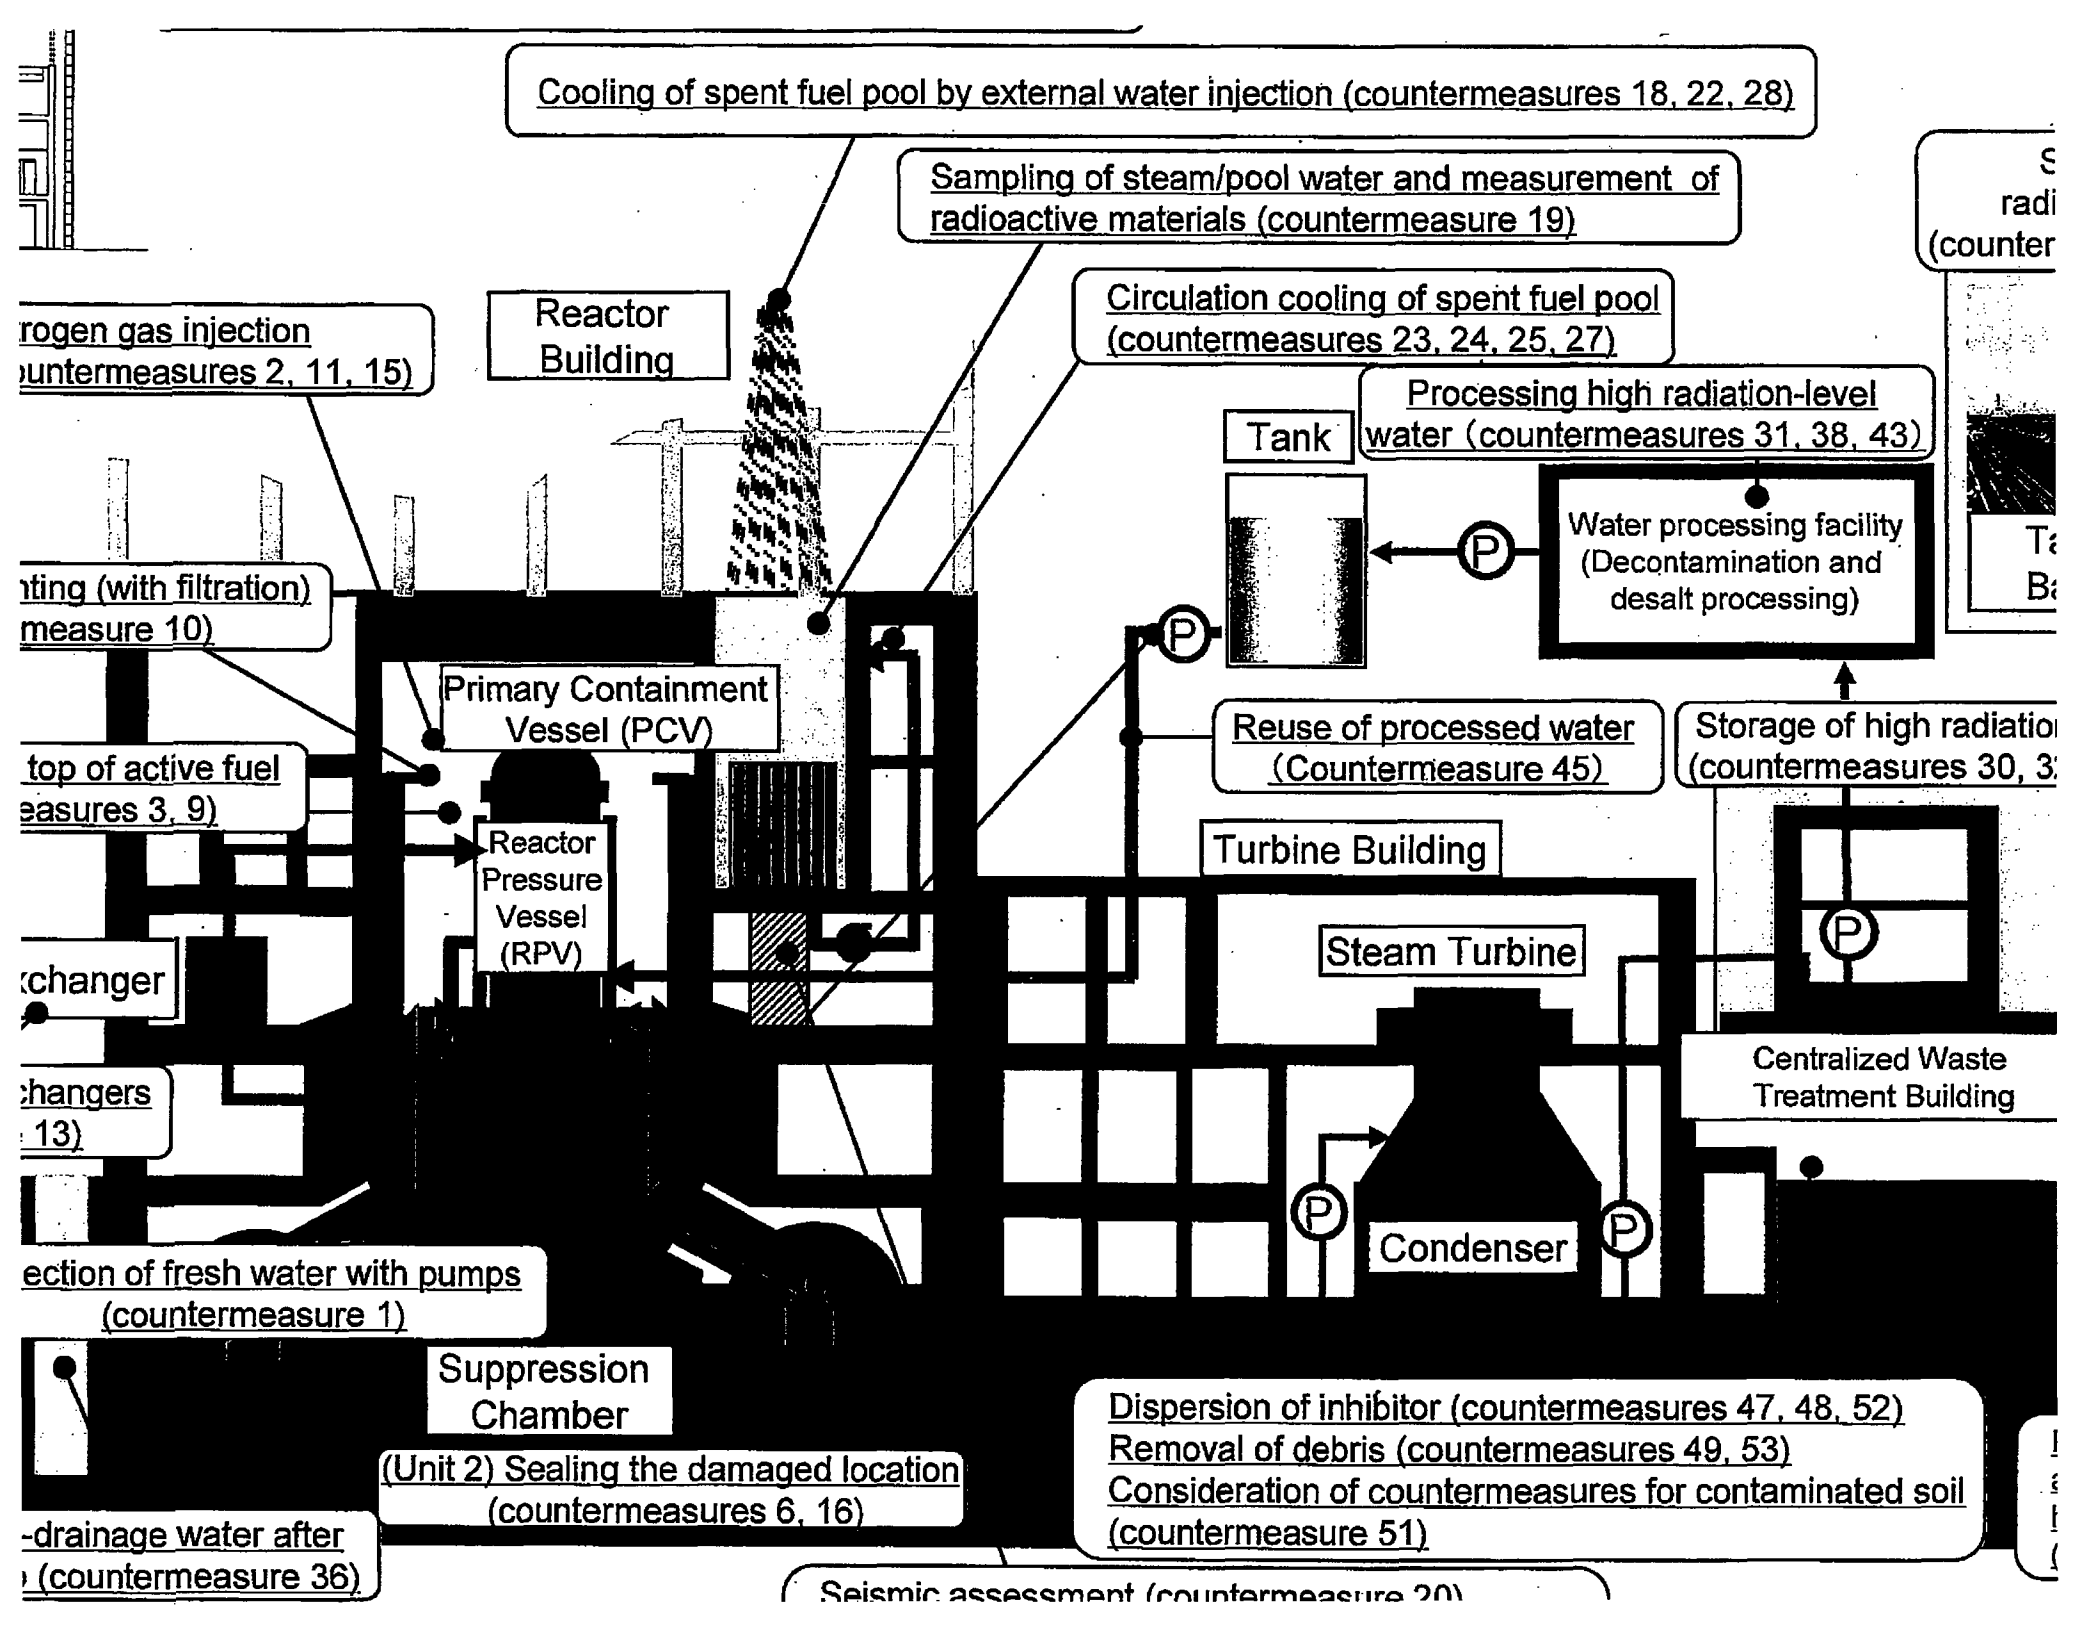 Cooling of spent fuel pool by external water injection (countermeasures 18, 22, 28)
Sampling of steam/pool water and measurement of
radioactive materials (countermeasure 19)
radi
(counter
Circulation cooling of spent fuel pool
(countermeasures 23, 24, 25, 27)
Reactor
Building
rogen gas injection
untermeasures 2, 11, 15)
Processing high radiation-level
water (countermeasures 31, 38, 43)
Tank
Water processing facility
(Decontamination and
desalt processing)
P
P
nting (with filtration)
measure 10)
Primary Containment
Vessel (PCV)
Reuse of processed water
(Countermeasure 45)
Storage of high radiatio
(countermeasures 30, 3
top of active fuel
easures 3, 9)
Reactor
Pressure
Vessel
(RPV)
Turbine Building
Steam Turbine
P
xchanger
Centralized Waste
Treatment Building
changers
13)
P
P
Condenser
ection of fresh water with pumps
(countermeasure 1)
Suppression
Chamber
(Unit 2) Sealing the damaged location
(countermeasures 6, 16)
Dispersion of inhibitor (countermeasures 47, 48, 52)
Removal of debris (countermeasures 49, 53)
Consideration of countermeasures for contaminated soil
(countermeasure 51)
-drainage water after
(countermeasure 36)
Seismic assessment (countermeasure 20)